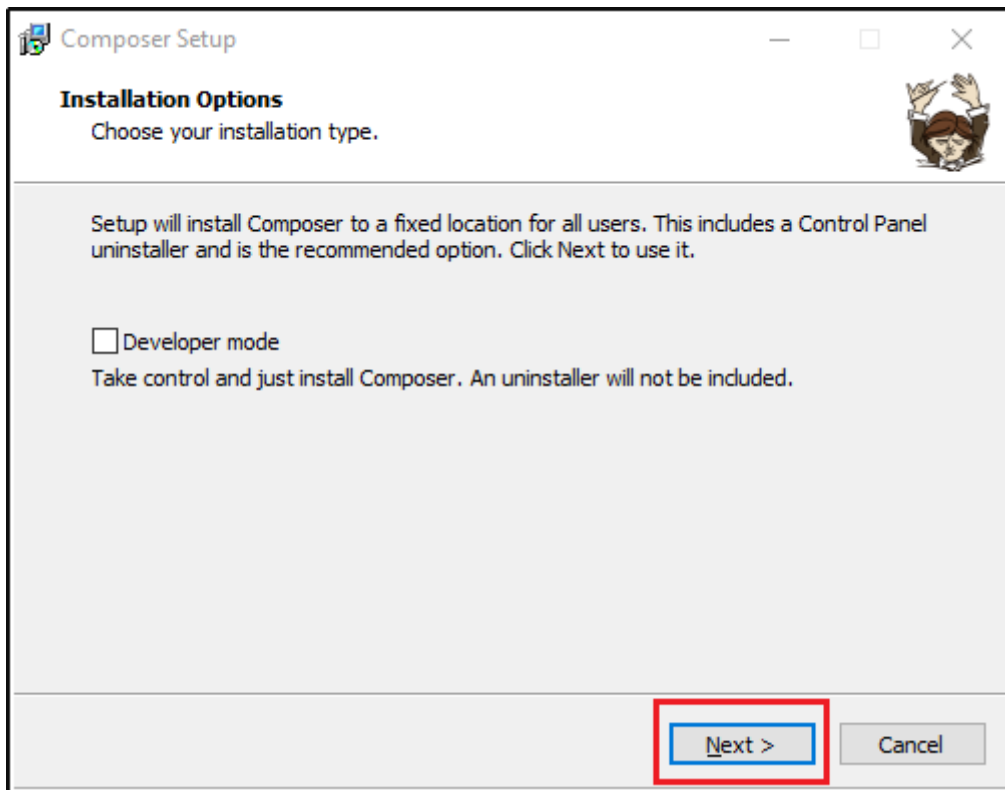 Composer Setup
Installation Options
Choose your installation type.
Setup will install Composer to a fixed location for all users. This includes a Control Panel
uninstaller and is the recommended option. Click Next to use it.
Developer mode
Take control and just install Composer. An uninstaller will not be included.
Next >
Cancel